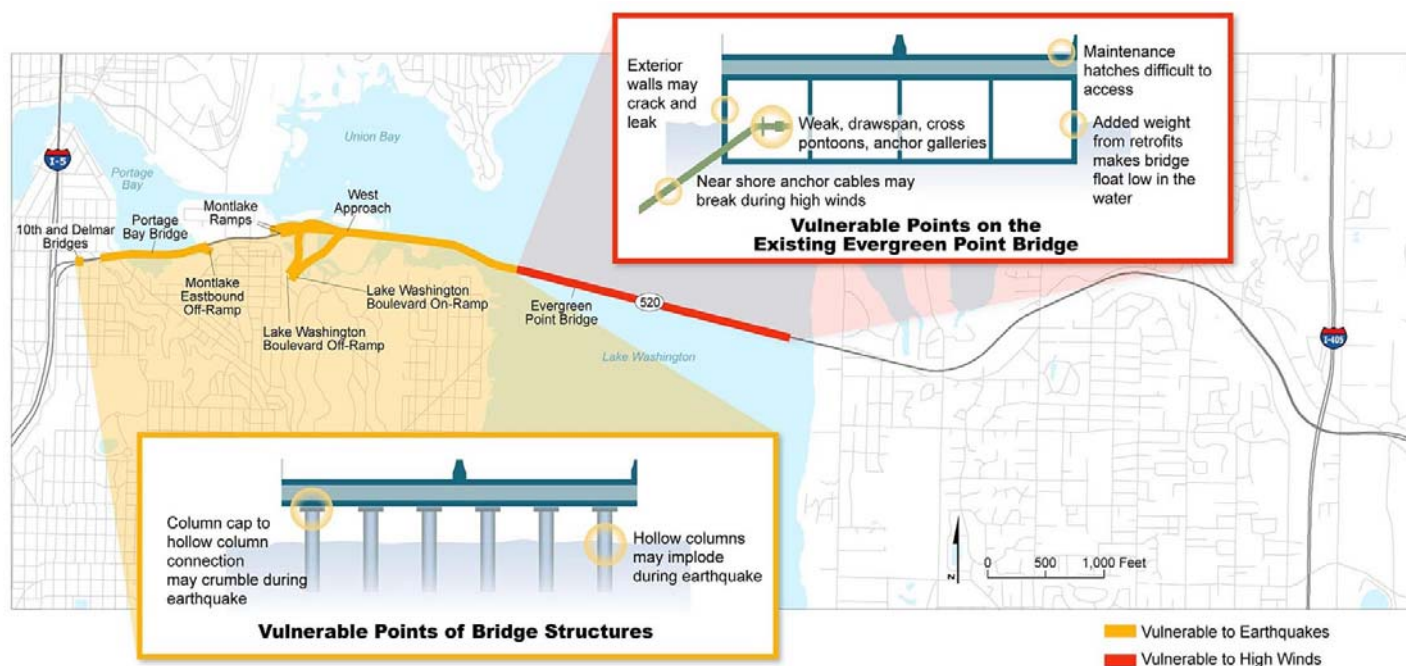 Exterior
walls may
crack and
leak
Maintenance
hatches difficult to
access
Weak, drawspan, cross
pontoons, anchor galleries
Added weight
from retrofits
makes bridge
float low in the
water
Near shore anchor cables may
break during high winds
Vulnerable Points on the
Existing Evergreen Point Bridge
I-5
Union Bay
Portage
Bay
Montlake
Ramps
West
Approach
10th and Delmar
Bridges
Portage
Bay Bridge
Montlake
Eastbound
Off-Ramp
Lake Washington
Boulevard On-Ramp
Lake Washington
Boulevard Off-Ramp
Evergreen
Point Bridge
520
Lake Washington
I-405
Column cap to
hollow column
connection
may crumble during
earthquake
Hollow columns
may implode
during earthquake
Vulnerable Points of Bridge Structures
N
0 500 1,000 Feet
Vulnerable to Earthquakes
Vulnerable to High Winds